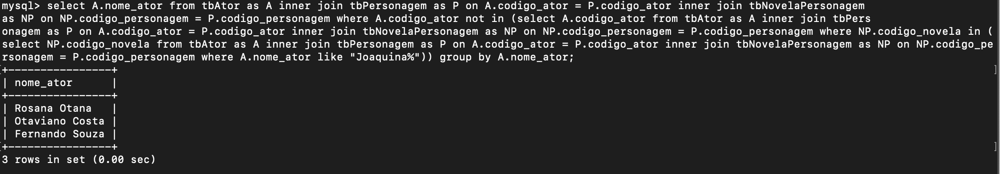 mysql> select A.nome_ator from tbAtor as A inner join tbPersonagem as P on A.codigo_ator = P.codigo_ator inner join tbNovelaPersonagem
as NP on NP.codigo_personagem = P.codigo_personagem where A.codigo_ator not in (select A.codigo_ator from tbAtor as A inner join tbPers
onagem as P on A.codigo_ator = P.codigo_ator inner join tbNovelaPersonagem as NP on NP.codigo_personagem = P.codigo_personagem where NP.codigo_novela in (
select NP.codigo_novela from tbAtor as A inner join tbPersonagem as P on A.codigo_ator = P.codigo_ator inner join tbNovelaPersonagem as NP on NP.codigo_pe
rsonagem = P.codigo_personagem where A.nome_ator like "Joaquina%")) group by A.nome_ator;
+----------------+
| nome_ator      |
+----------------+
| Rosana Otana   |
| Otaviano Costa |
| Fernando Souza |
+----------------+
3 rows in set (0.00 sec)